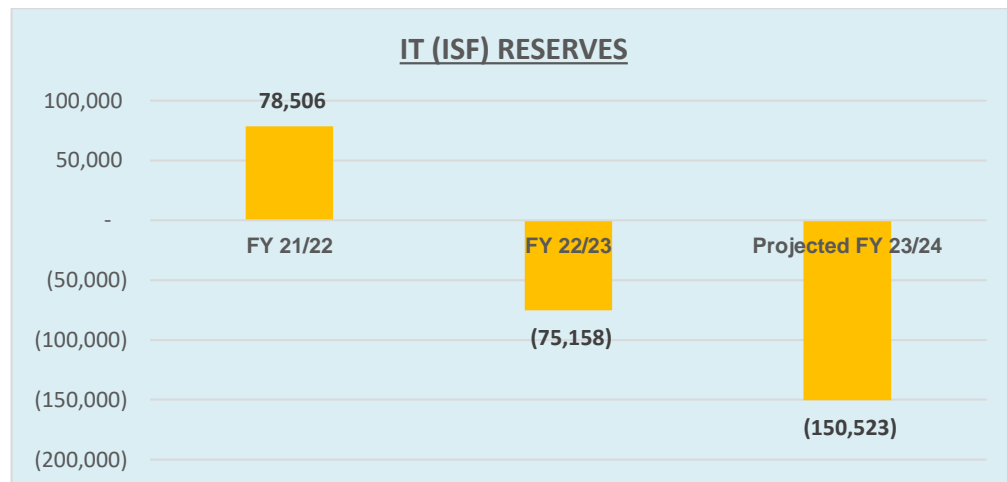 IT (ISF) RESERVES
100,000
78,506
50,000
-
FY 21/22
FY 22/23
Projected FY 23/24
(50,000)
(100,000)
(75,158)
(150,000)
(150,523)
(200,000)